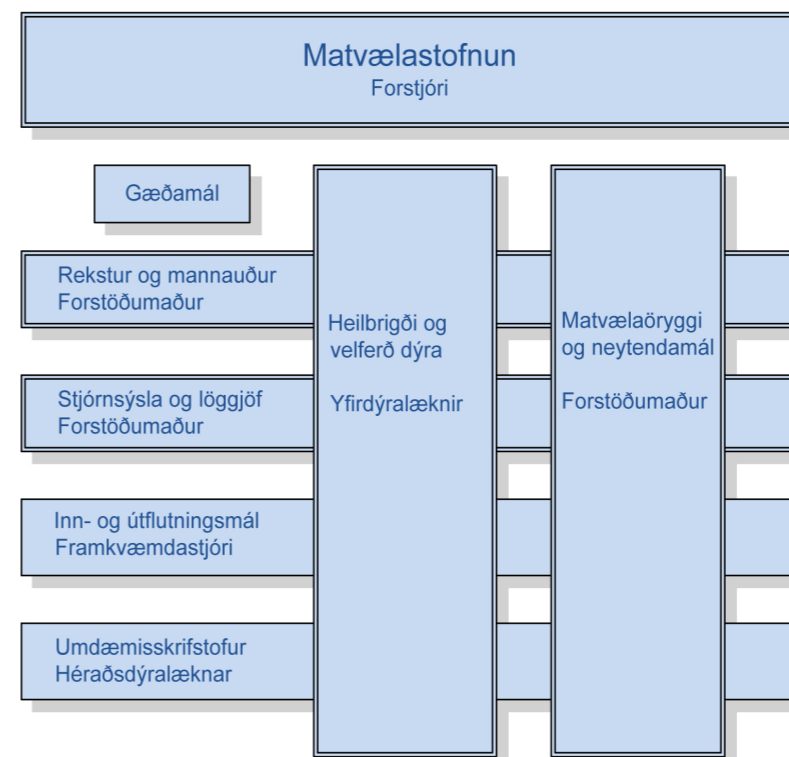 Matvælastofnun
Forstjóri
Gæðamál
Rekstur og mannauður
Forstöðumaður
Stjórnsýsla og löggjöf
Forstöðumaður
Inn- og útflutningsmál
Framkvæmdastjóri
Umdæmisskrifstofur
Héraðsdýralæknar
Heilbrigði og
velferð dýra
Yfirdýralæknir
Matvælaöryggi
og neytendamál
Forstöðumaður